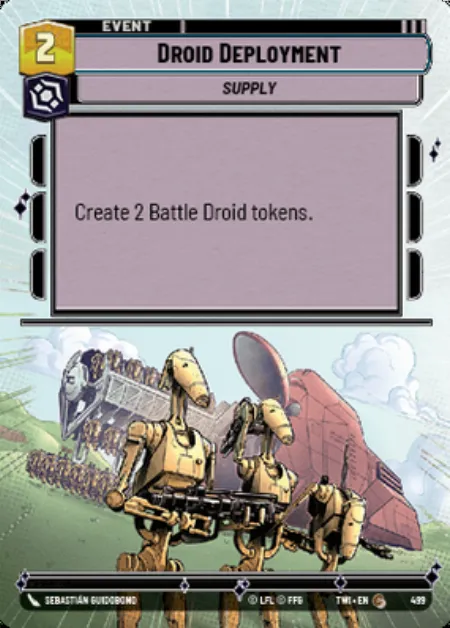 EVENT
2
DROID DEPLOYMENT
SUPPLY
Create 2 Battle Droid tokens.
SEBASTIÁN GUIDOBONO
© LFL © FFG
TWI • EN
499